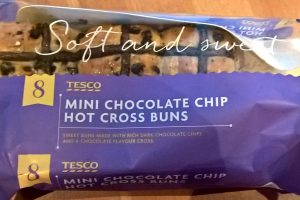 Soft and sweet
8
TESCO
MINI CHOCOLATE CHIP
HOT CROSS BUNS
SWEET BUNS MADE WITH RICH DARK CHOCOLATE CHIPS
AND A CHOCOLATE FLAVOUR CROSS
8
TESCO
MINI CHOCOLATE CHIP
HOT CROSS BUNS